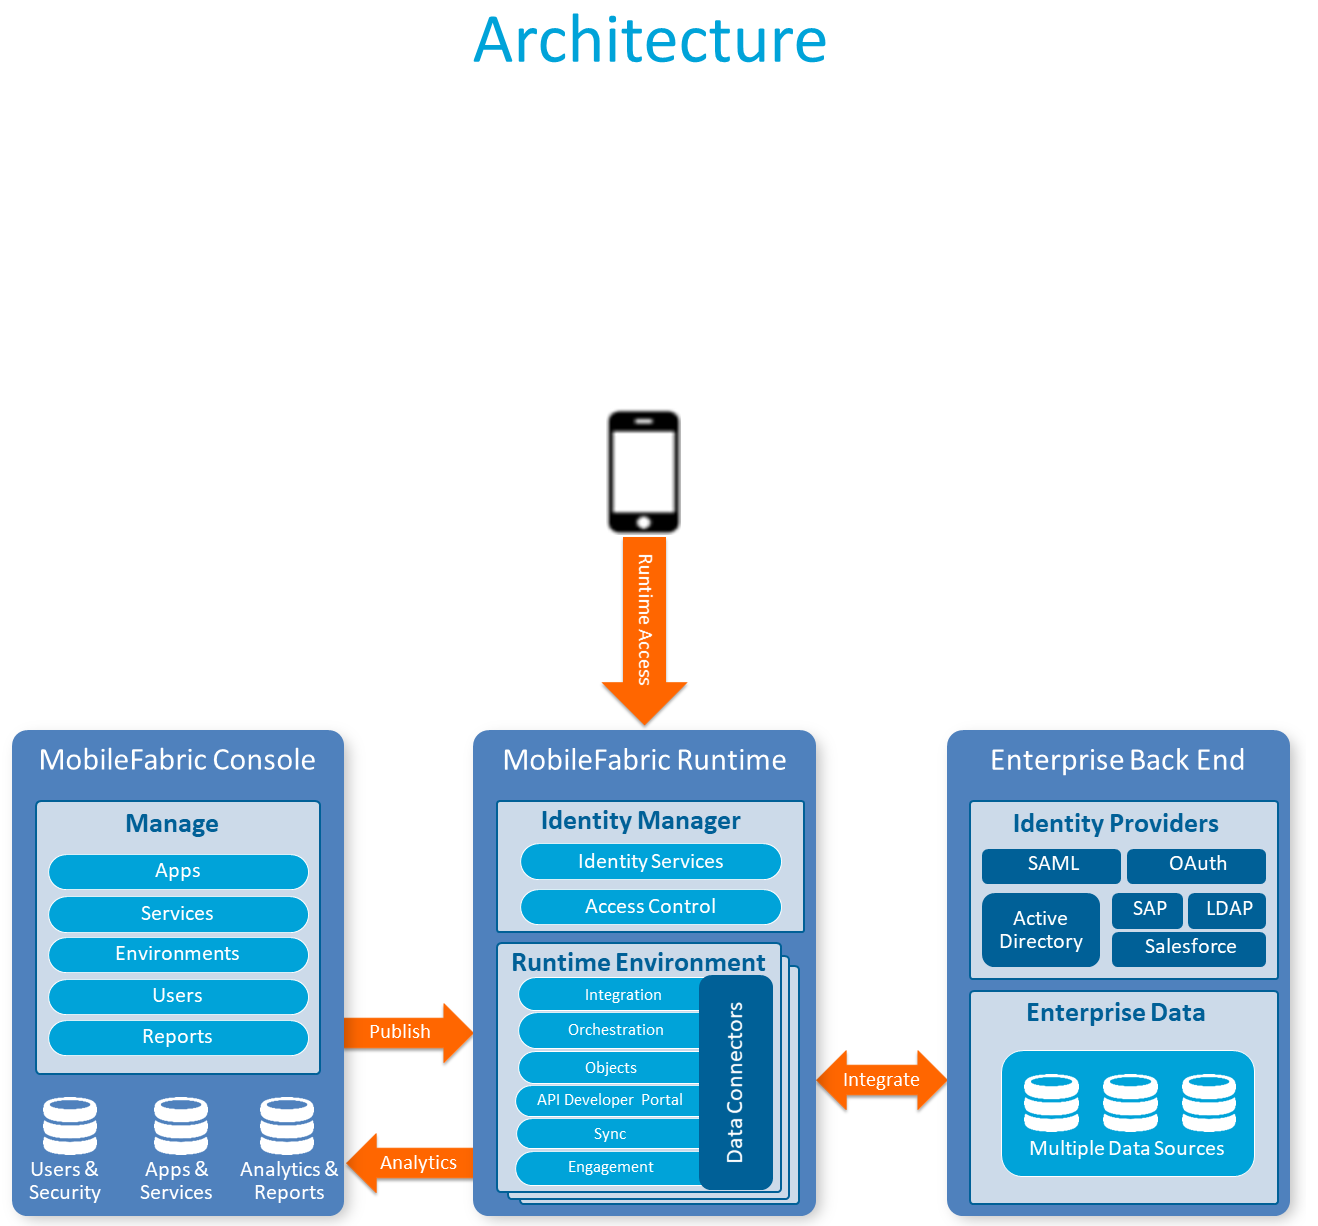 Architecture
Runtime Access
MobileFabric Console
Manage
Apps
Services
Environments
Users
Reports
Users &
Security
Apps &
Services
Analytics &
Reports
Publish
Analytics
MobileFabric Runtime
Identity Manager
Identity Services
Access Control
Runtime Environment
Integration
Orchestration
Objects
API Developer Portal
Sync
Engagement
Data Connectors
Integrate
Enterprise Back End
Identity Providers
SAML
OAuth
Active
Directory
SAP
LDAP
Salesforce
Enterprise Data
Multiple Data Sources